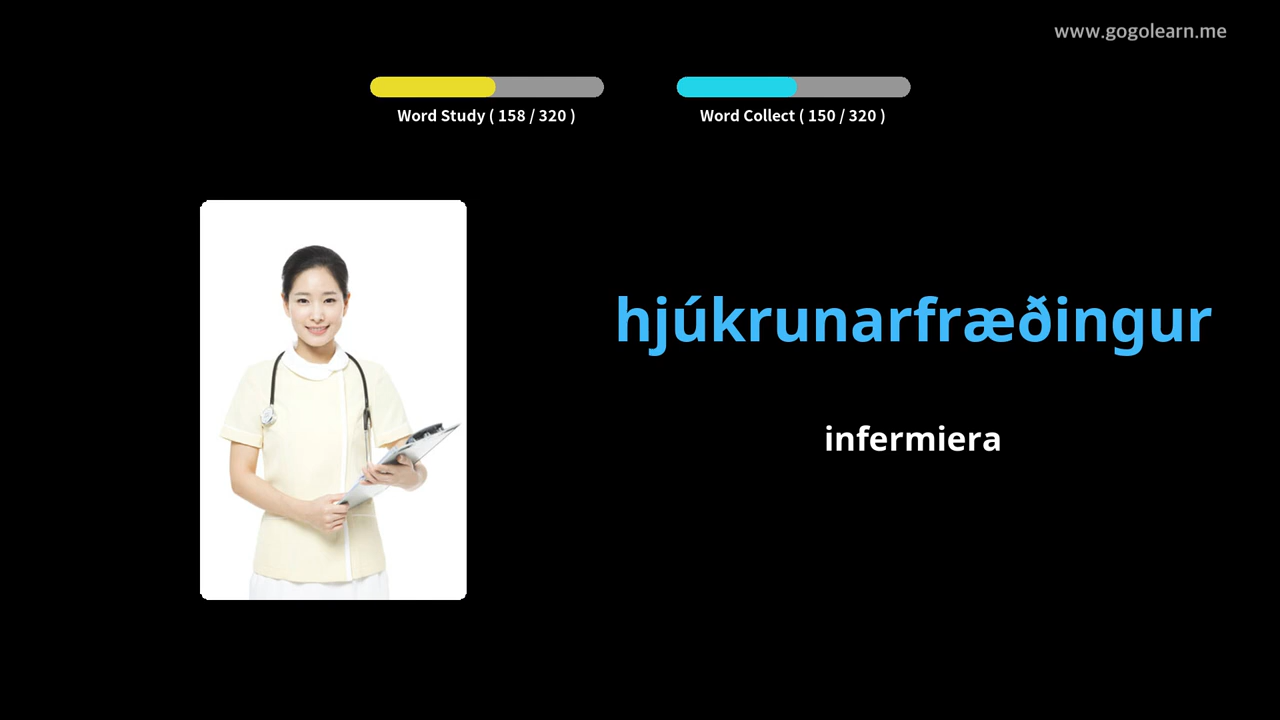 www.gogolearn.me
Word Study ( 158 / 320 )
Word Collect ( 150 / 320 )
hjúkrunarfræðingur
infermiera